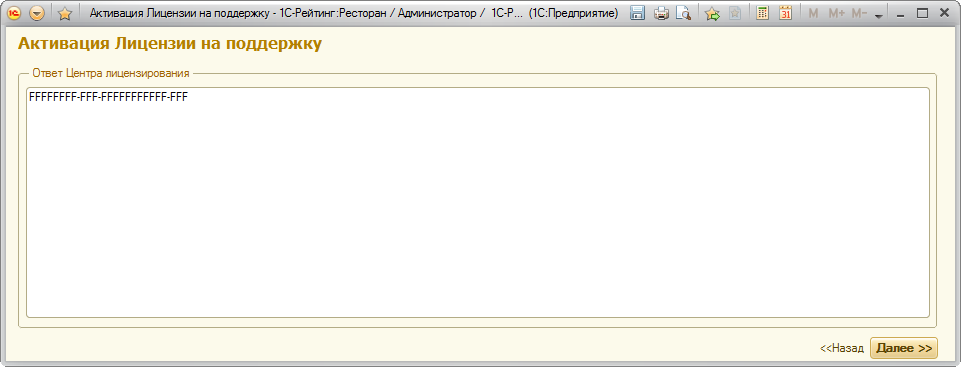 Активация Лицензии на поддержку - 1С-Рейтинг:Ресторан / Администратор / 1С-Р... (1С:Предприятие)
31 M M+ M-
Активация Лицензии на поддержку
Ответ Центра лицензирования
FFFFFFFF-FFF-FFFFFFFFFFF-FFF
<<Назад Далее >>